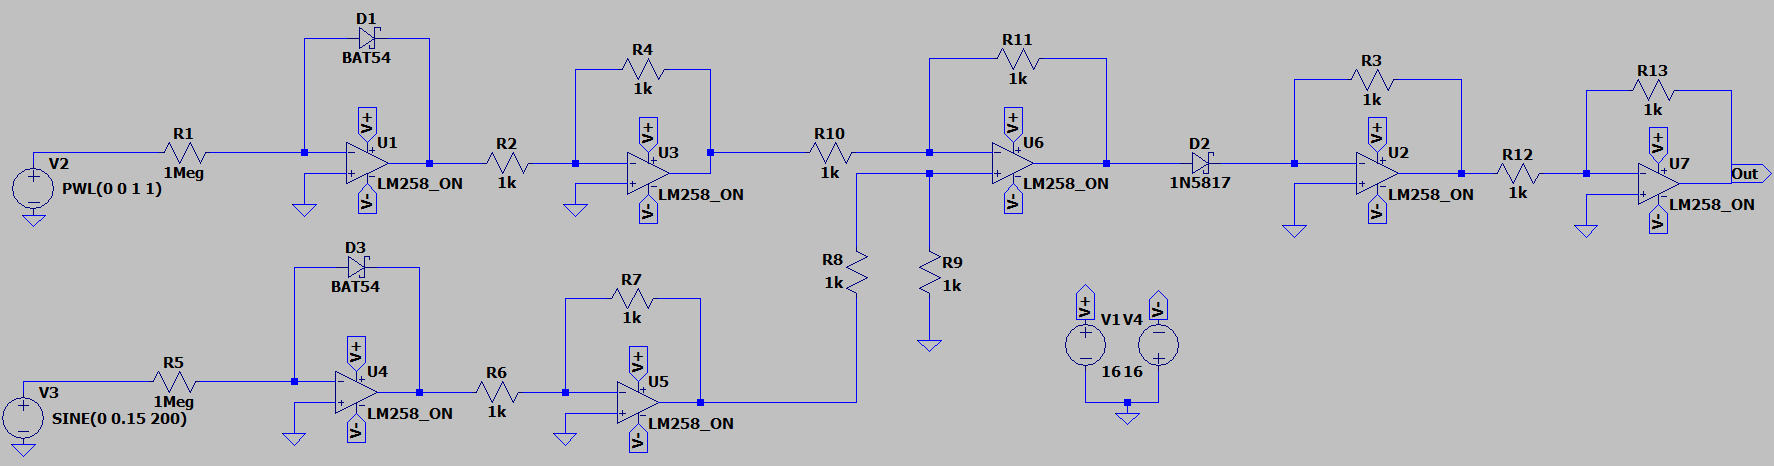 D1
BAT54
V+
U1
V-
LM258_ON
R1
1Meg
V2
PWL(0 0 1 1)
R2
1k
R4
1k
V+
U3
V-
LM258_ON
R10
1k
R11
1k
V+
U6
V-
LM258_ON
D2
1N5817
R3
1k
V+
U2
V-
LM258_ON
R12
1k
R13
1k
V+
U7
V-
LM258_ON
Out
D3
BAT54
V+
U4
V-
LM258_ON
R5
1Meg
V3
SINE(0 0.15 200)
R6
1k
R7
1k
V+
U5
V-
LM258_ON
R8
1k
R9
1k
V+
V1
16
V-
V4
16